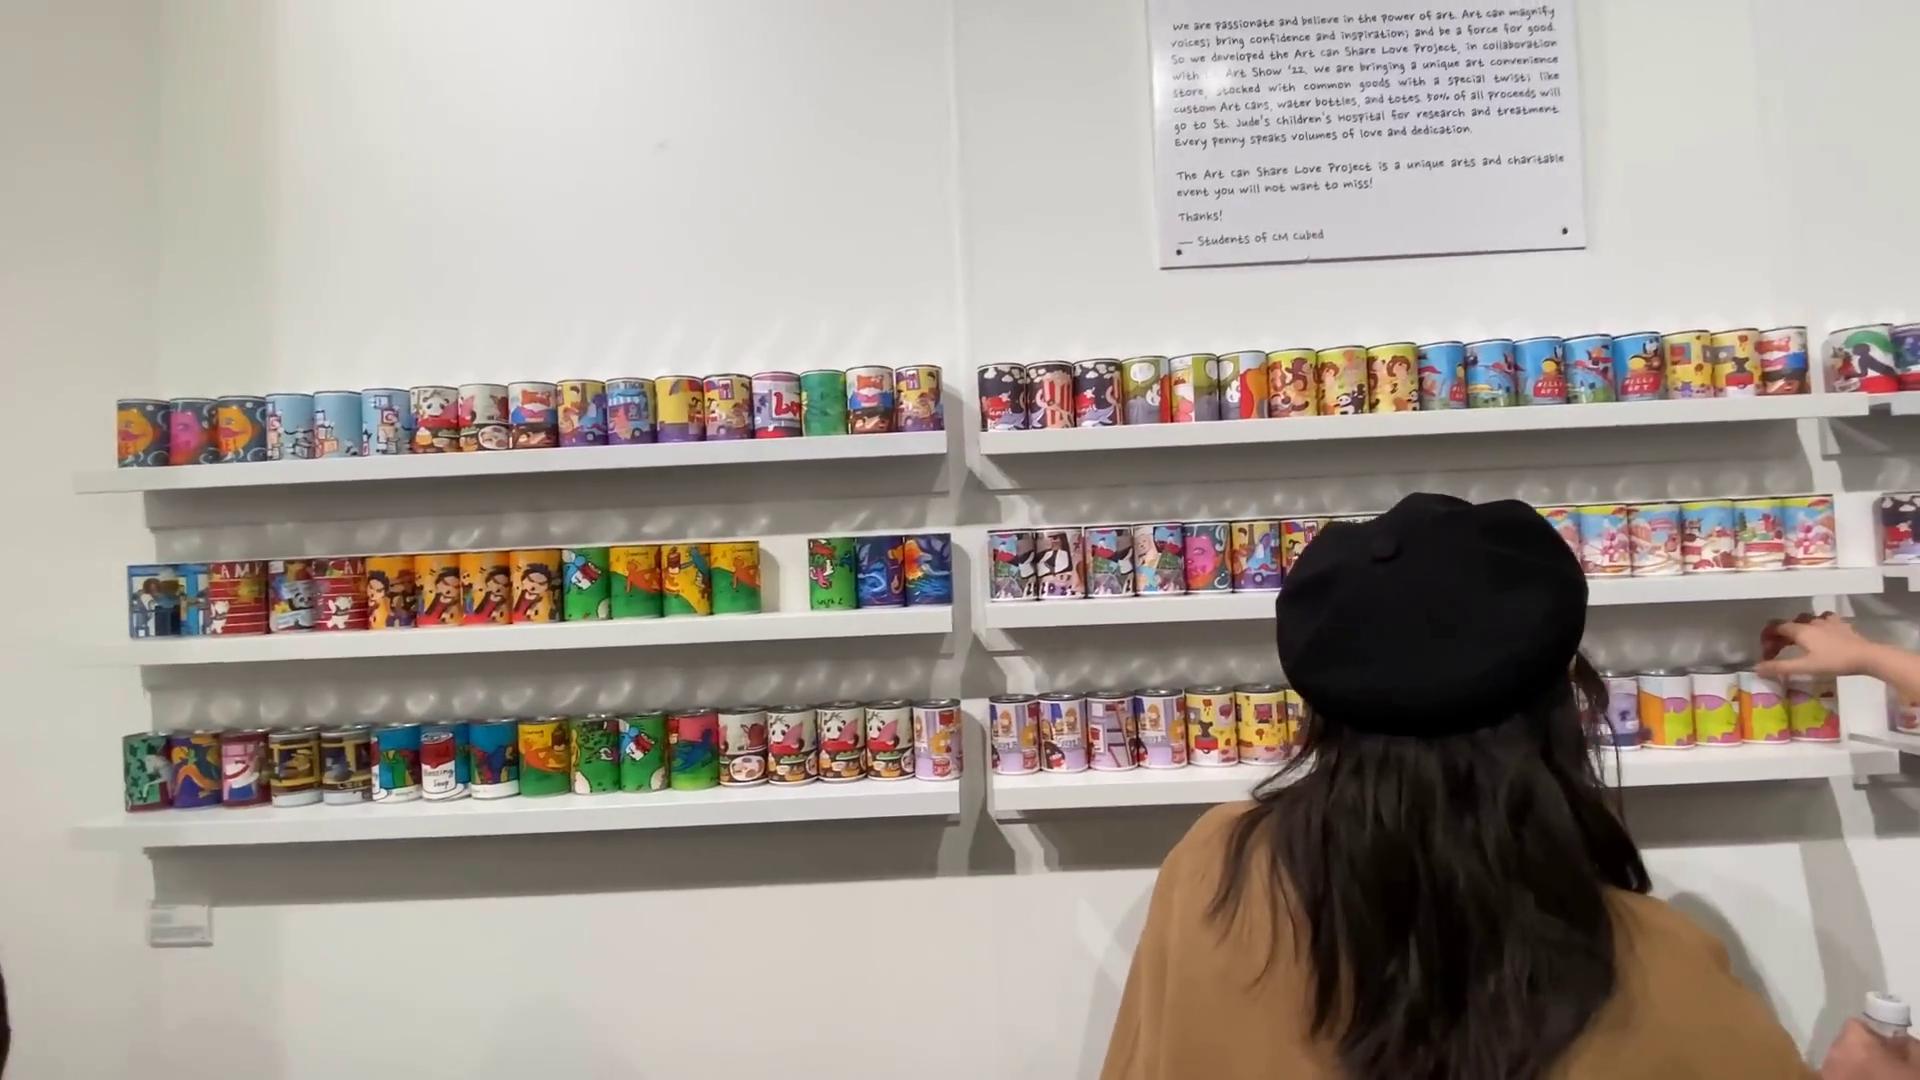 We are passionate and believe in the power of art. Art can magnify
voices; bring confidence and inspiration; and be a force for good.
So we developed the Art can Share Love Project, in collaboration
with Art Show '22. We are bringing a unique art convenience
store, stocked with common goods with a special twist; like
custom Art cans, water bottles, and totes. 50% of all proceeds will
go to St. Jude's Children's Hospital for research and treatment
Every penny speaks volumes of love and dedication.
The Art can Share Love Project is a unique arts and charitable
event you will not want to miss!
Thanks!
— Students of CM Cubed